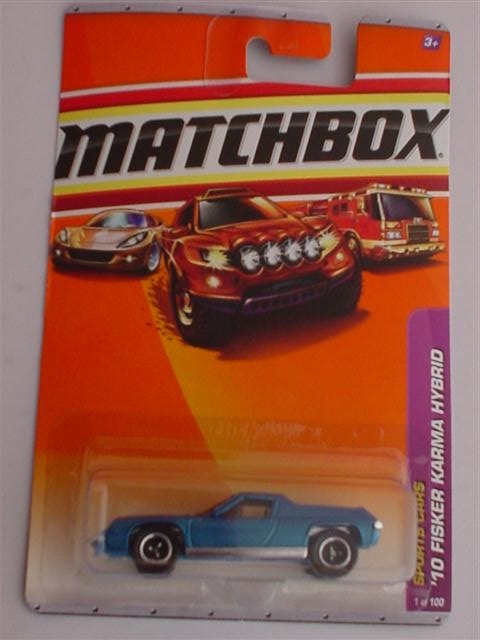 3+
MATCHBOX
SPORTS CARS
'10 FISKER KARMA HYBRID
1 of 100